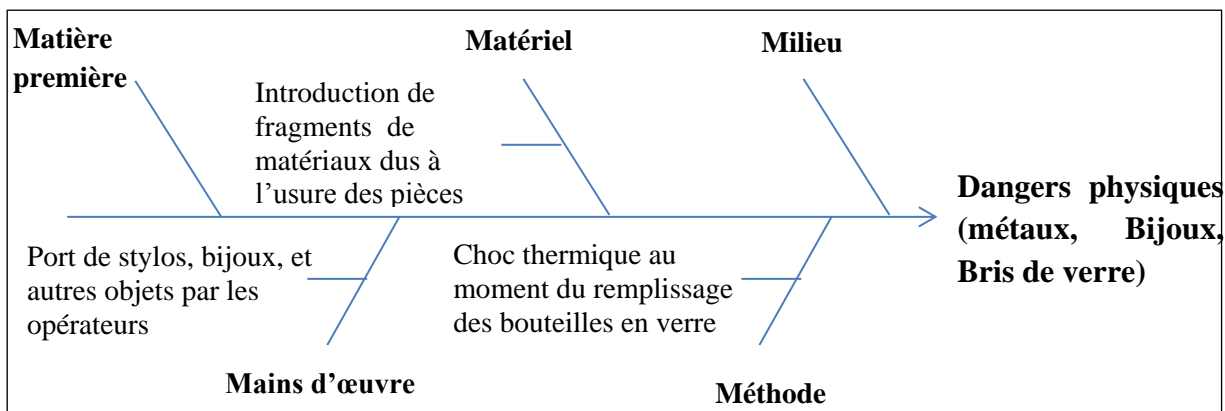 Matière
première
Matériel
Milieu
Introduction de
fragments de
matériaux dus à
l’usure des pièces
Dangers physiques
(métaux, Bijoux,
Bris de verre)
Port de stylos, bijoux, et
autres objets par les
opérateurs
Choc thermique au
moment du remplissage
des bouteilles en verre
Mains d’œuvre
Méthode